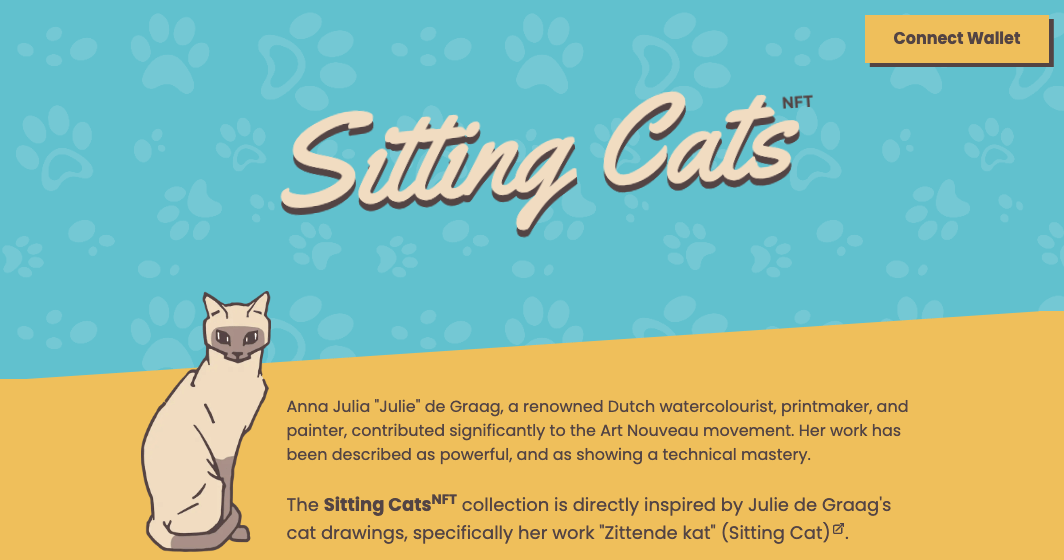 Connect Wallet
Sitting Cats NFT
Anna Julia "Julie" de Graag, a renowned Dutch watercolourist, printmaker, and
painter, contributed significantly to the Art Nouveau movement. Her work has
been described as powerful, and as showing a technical mastery.
The Sitting CatsNFT collection is directly inspired by Julie de Graag's
cat drawings, specifically her work "Zittende kat" (Sitting Cat).